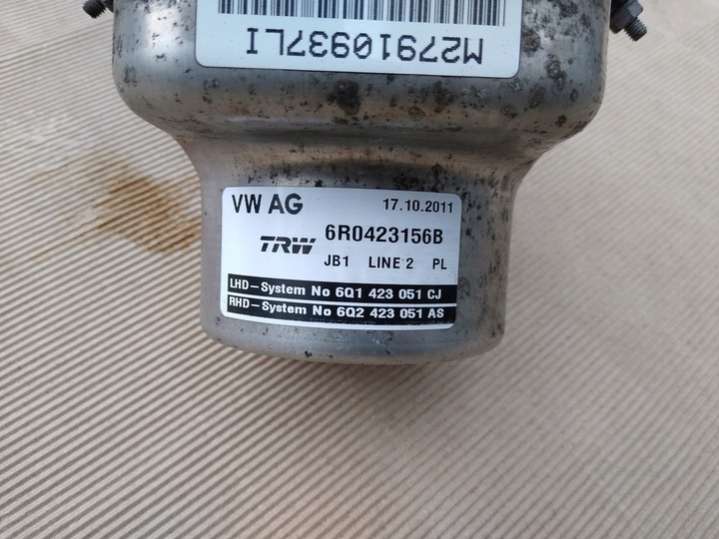 M27910937LI
VW AG 17.10.2011
TRW 6R0423156B
JB1 LINE 2 PL
LHD-System No 6Q1 423 051 CJ
RHD-System No 6Q2 423 051 AS